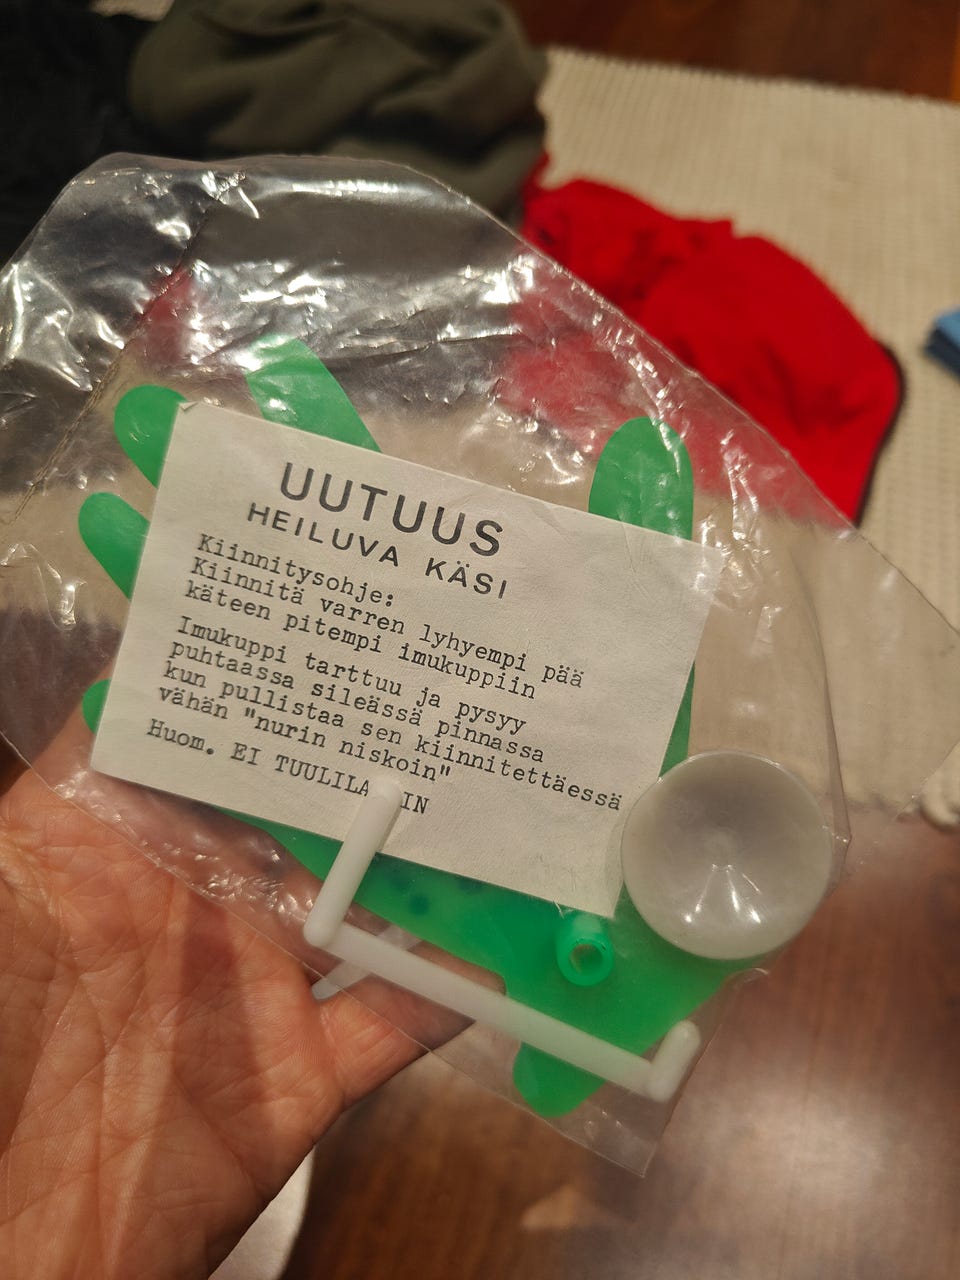 UUTUUS
HEILUVA KÄSI
Kiinnitysohje:
Kiinnitä varren lyhyempi pää
käteen pitempi imukuppiin
Imukuppi tarttuu ja pysyy
puhtaassa sileässä pinnassa
kun pullistaa sen kiinnitettäessä
vähän "nurin niskoin"
Huom. EI